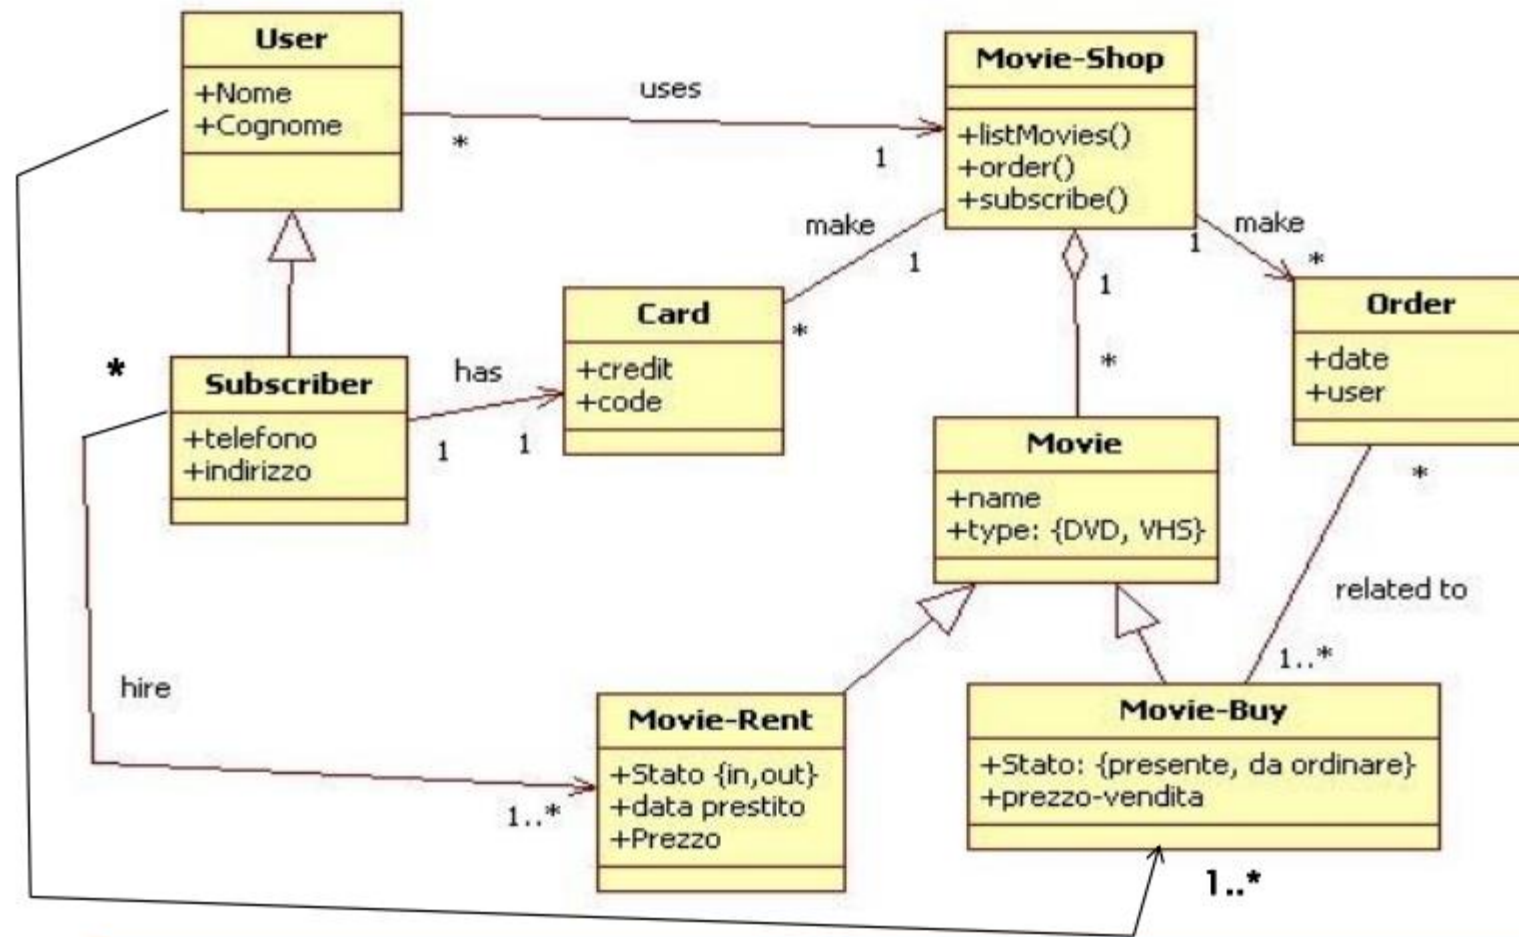 User
+Nome
+Cognome
uses
*
1
Movie-Shop
+listMovies()
+order()
+subscribe()
make
1
*
make
1
*
1
*
Order
+date
+user
*
related to
1..*
Card
+credit
+code
*
Subscriber
+telefono
+indirizzo
has
1
1
Movie
+name
+type: {DVD, VHS}
hire
1..*
Movie-Rent
+Stato {in,out}
+data prestito
+Prezzo
Movie-Buy
+Stato: {presente, da ordinare}
+prezzo-vendita
1..*